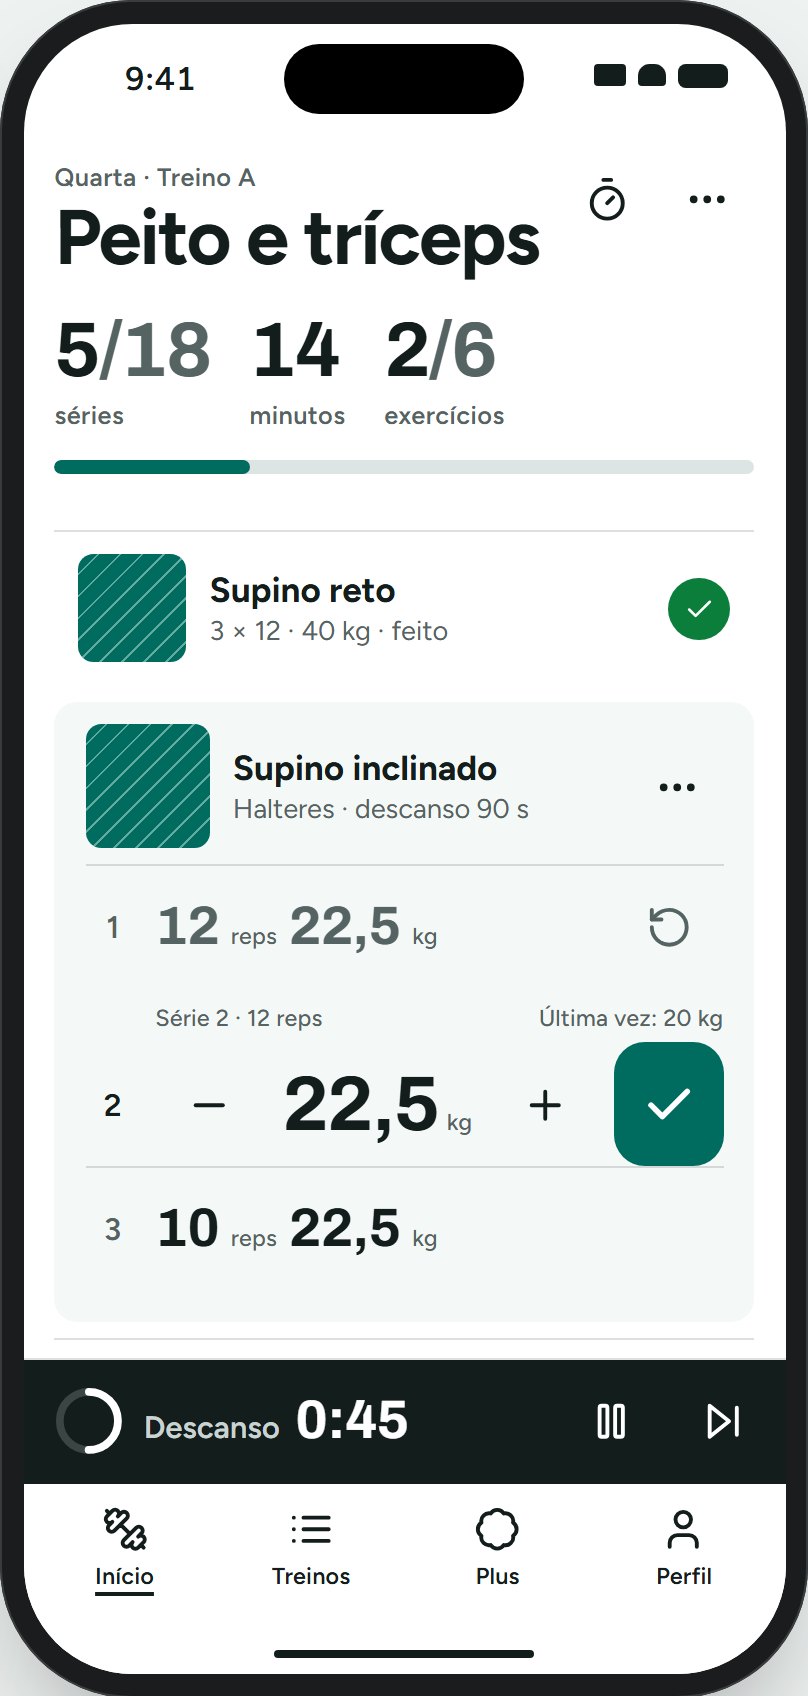 9:41
Quarta · Treino A
Peito e tríceps
5/18 14 2/6
séries minutos exercícios
Supino reto
3 × 12 · 40 kg · feito
Supino inclinado
Halteres · descanso 90 s
1 12 reps 22,5 kg
Série 2 · 12 reps Última vez: 20 kg
2 − 22,5 kg +
3 10 reps 22,5 kg
Descanso 0:45
Início Treinos Plus Perfil